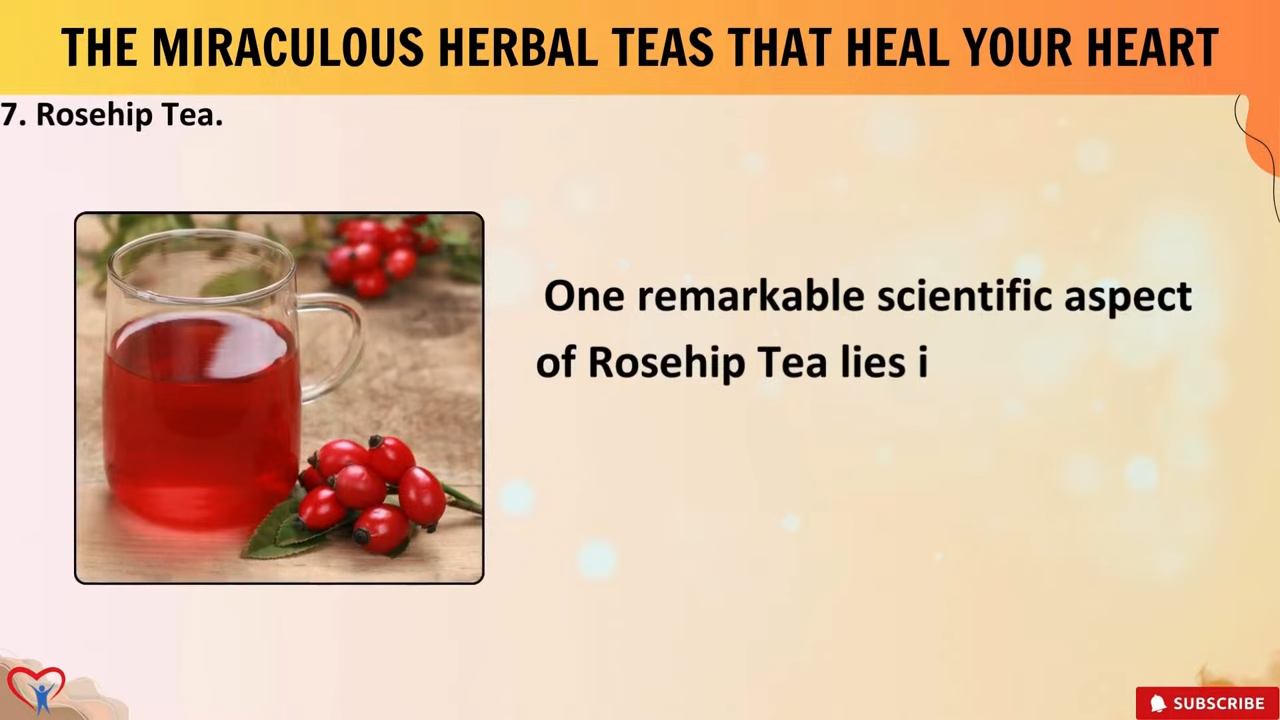 THE MIRACULOUS HERBAL TEAS THAT HEAL YOUR HEART
7. Rosehip Tea.
One remarkable scientific aspect
of Rosehip Tea lies i
SUBSCRIBE